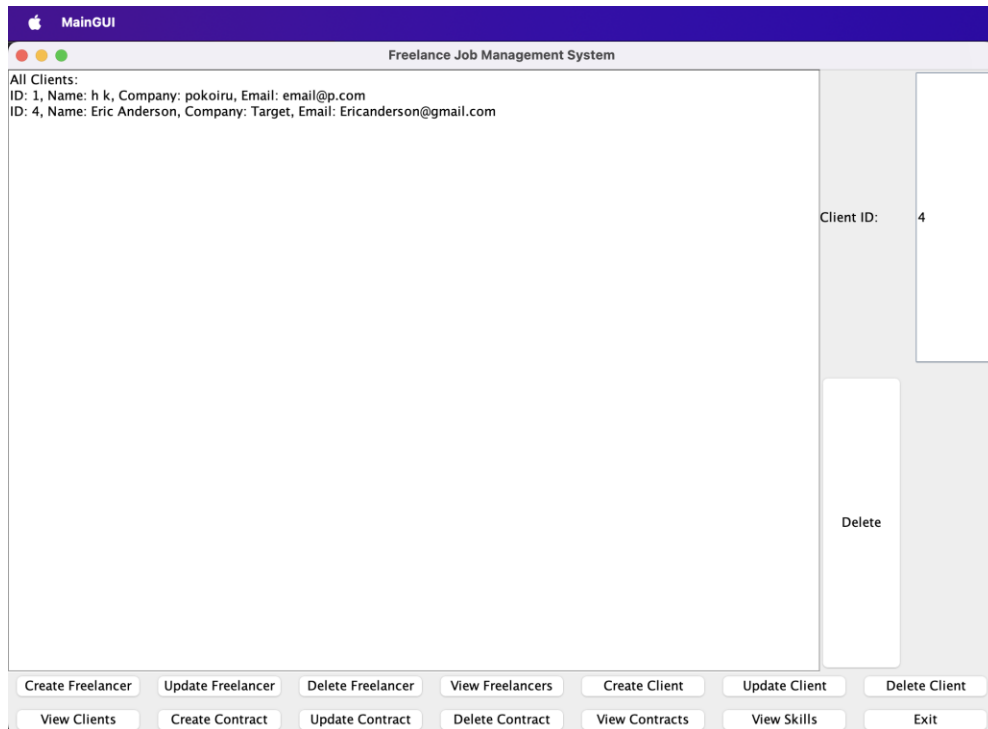 MainGUI
Freelance Job Management System
All Clients:
ID: 1, Name: h k, Company: pokoiru, Email: email@p.com
ID: 4, Name: Eric Anderson, Company: Target, Email: Ericanderson@gmail.com
Client ID:
4
Delete
Create Freelancer
Update Freelancer
Delete Freelancer
View Freelancers
Create Client
Update Client
Delete Client
View Clients
Create Contract
Update Contract
Delete Contract
View Contracts
View Skills
Exit